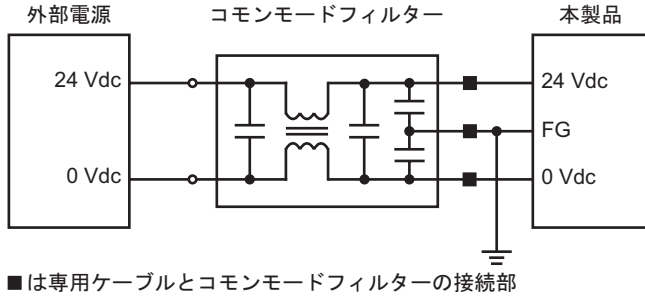 外部電源
コモンモードフィルター
本製品
24 Vdc
24 Vdc
FG
0 Vdc
0 Vdc
■は専用ケーブルとコモンモードフィルターの接続部